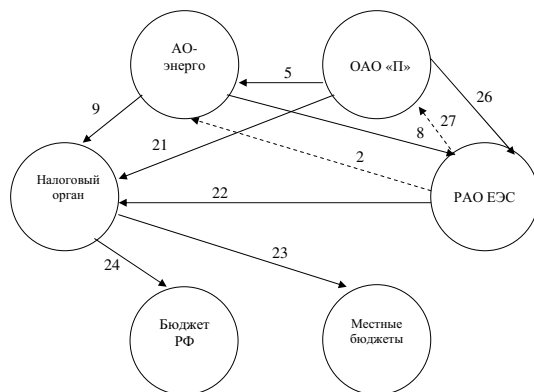 АО-
энерго
ОАО «П»
5
26
9
27
21
8
2
Налоговый
орган
22
РАО ЕЭС
23
24
Бюджет
РФ
Местные
бюджеты